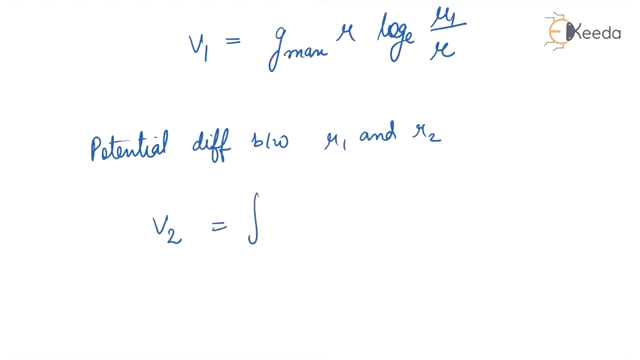 V₁ = gₘₐₓ r logₑ r₁/r
Keeda
Potential diff b/w r₁ and r₂
V₂ = ∫